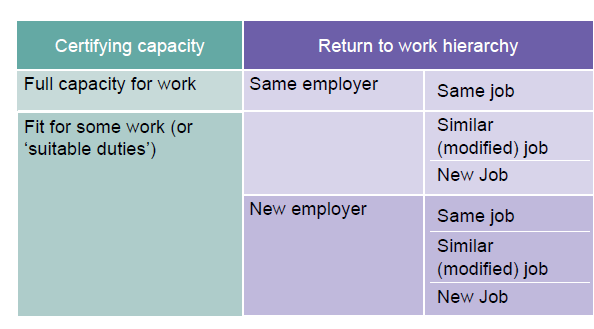 Certifying capacity
Return to work hierarchy
Full capacity for work
Same employer
Same job
Fit for some work (or
‘suitable duties’)
Similar
(modified) job
New Job
New employer
Same job
Similar
(modified) job
New Job